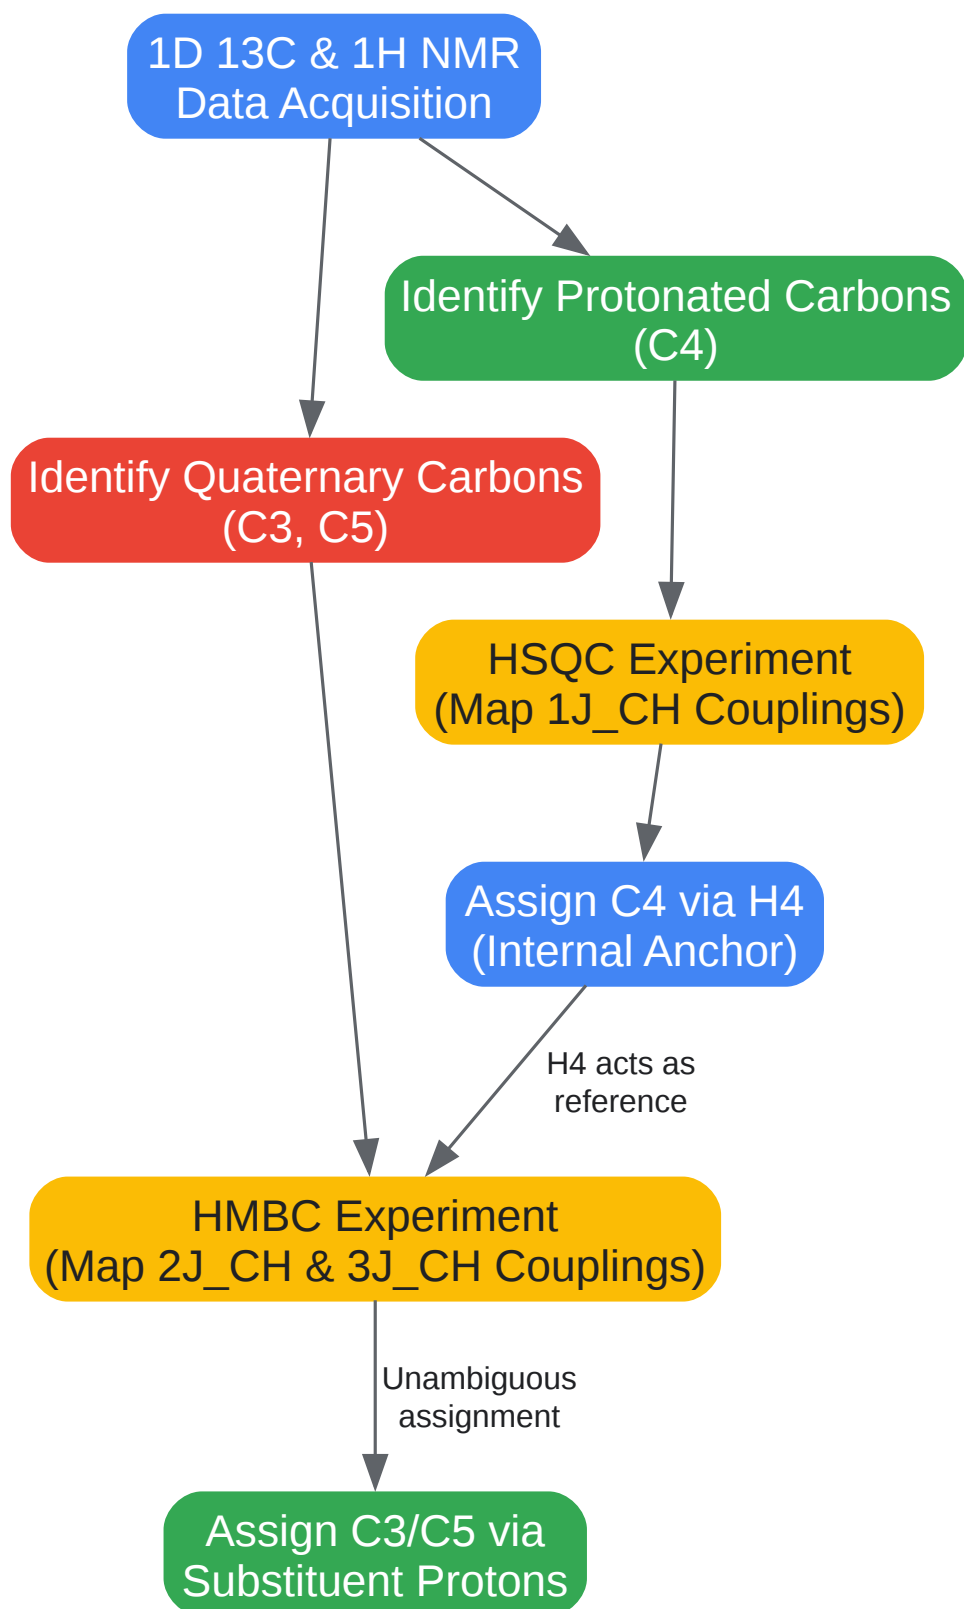 1D 13C & 1H NMR
Data Acquisition
Identify Protonated Carbons
(C4)
Identify Quaternary Carbons
(C3, C5)
HSQC Experiment
(Map 1J_CH Couplings)
Assign C4 via H4
(Internal Anchor)
H4 acts as
reference
HMBC Experiment
(Map 2J_CH & 3J_CH Couplings)
Unambiguous
assignment
Assign C3/C5 via
Substituent Protons